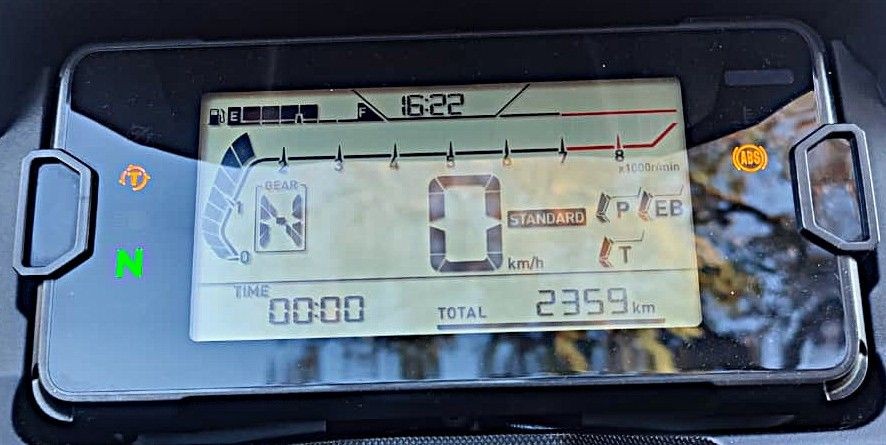 E F 16:22
2 3 4 5 6 7 8
x1000r/min
T ABS
GEAR
1 N 0 STANDARD P EB
0 km/h T
N
TIME 00:00 TOTAL 2359 km